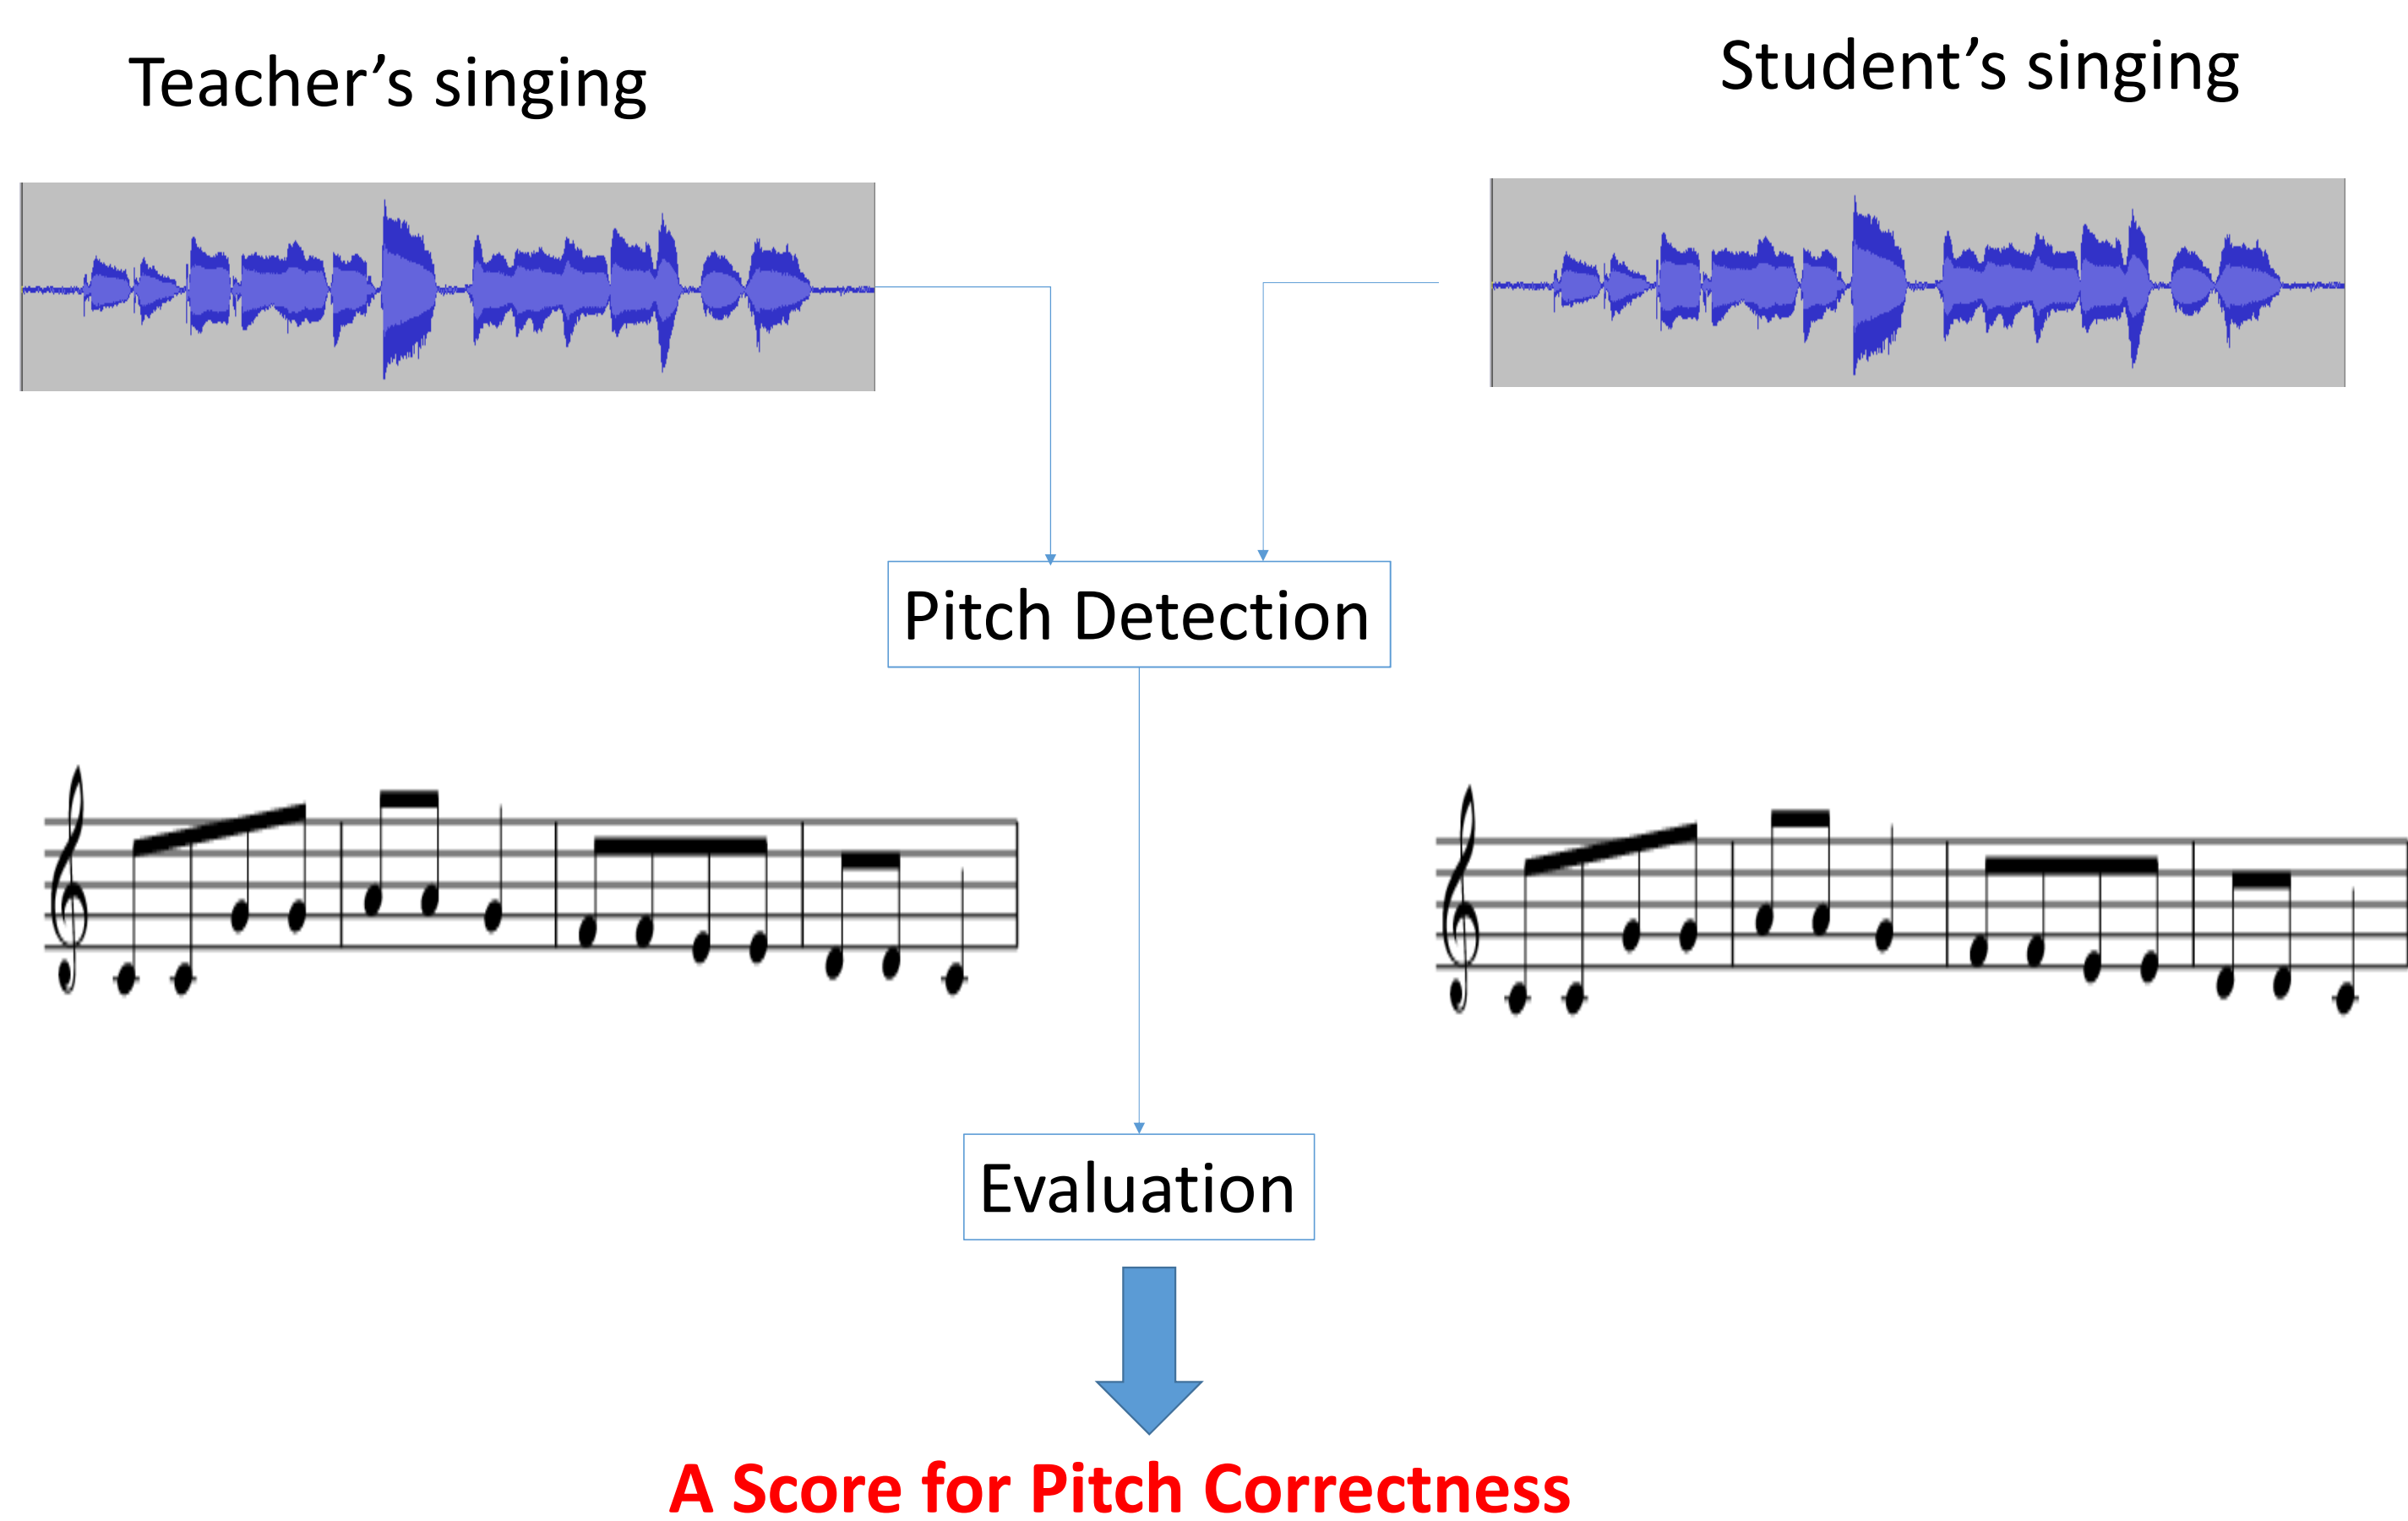 Teacher's singing
Student's singing
Pitch Detection
Evaluation
A Score for Pitch Correctness